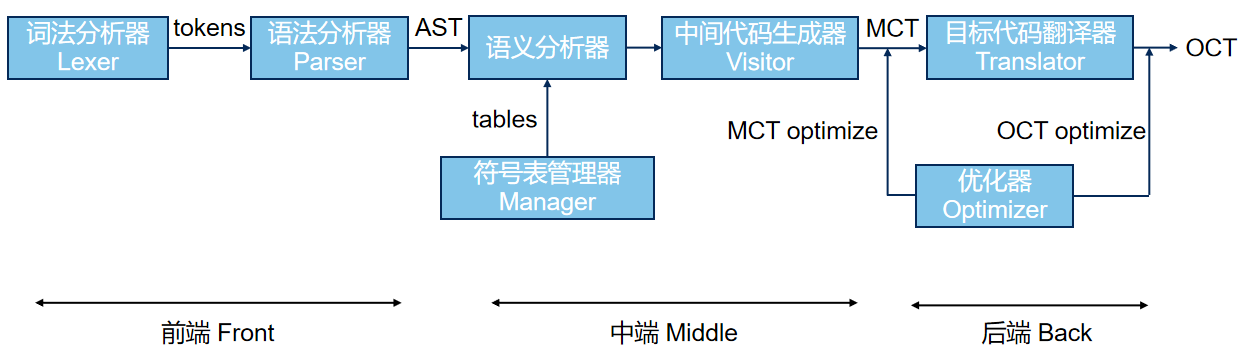 词法分析器
Lexer
tokens
语法分析器
Parser
AST
语义分析器
中间代码生成器
Visitor
MCT
目标代码翻译器
Translator
OCT
tables
MCT optimize
OCT optimize
符号表管理器
Manager
优化器
Optimizer
前端 Front
中端 Middle
后端 Back